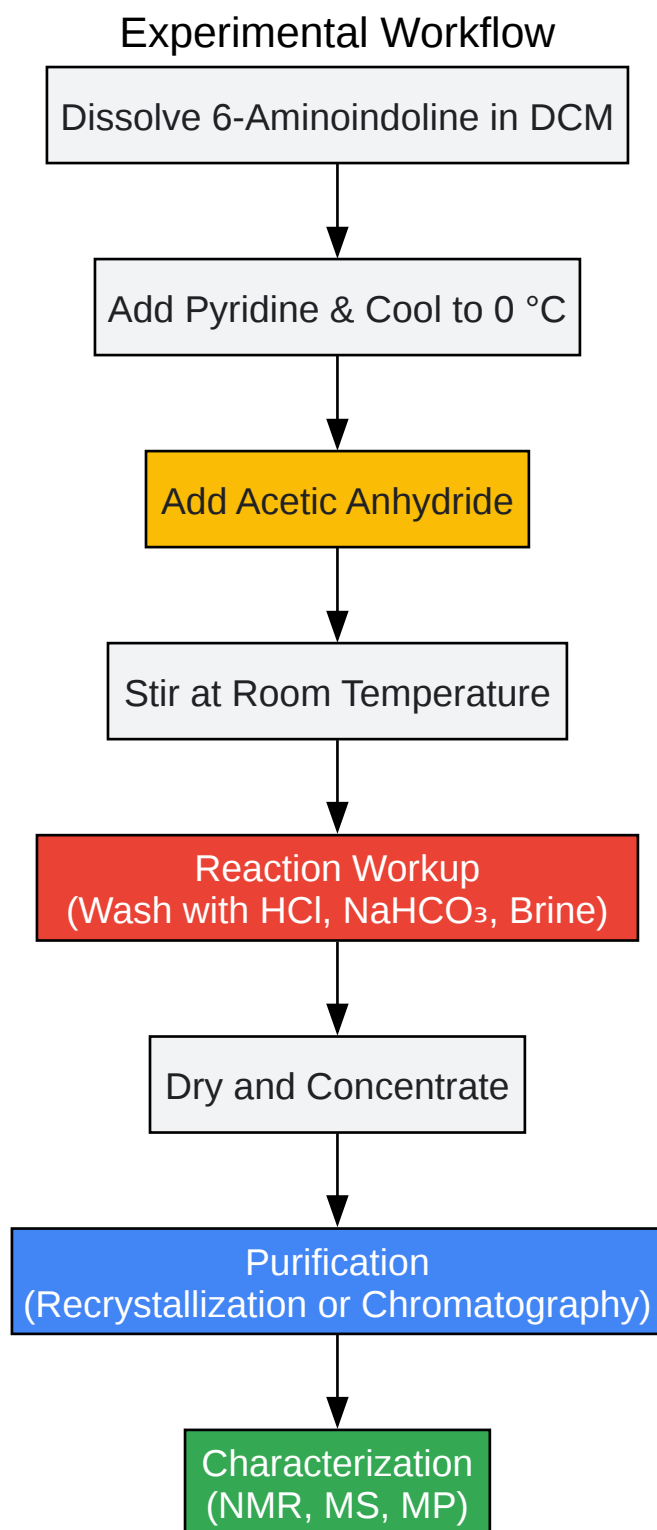 Experimental Workflow
Dissolve 6-Aminoindoline in DCM
Add Pyridine & Cool to 0 °C
Add Acetic Anhydride
Stir at Room Temperature
Reaction Workup
(Wash with HCl, NaHCO₃, Brine)
Dry and Concentrate
Purification
(Recrystallization or Chromatography)
Characterization
(NMR, MS, MP)